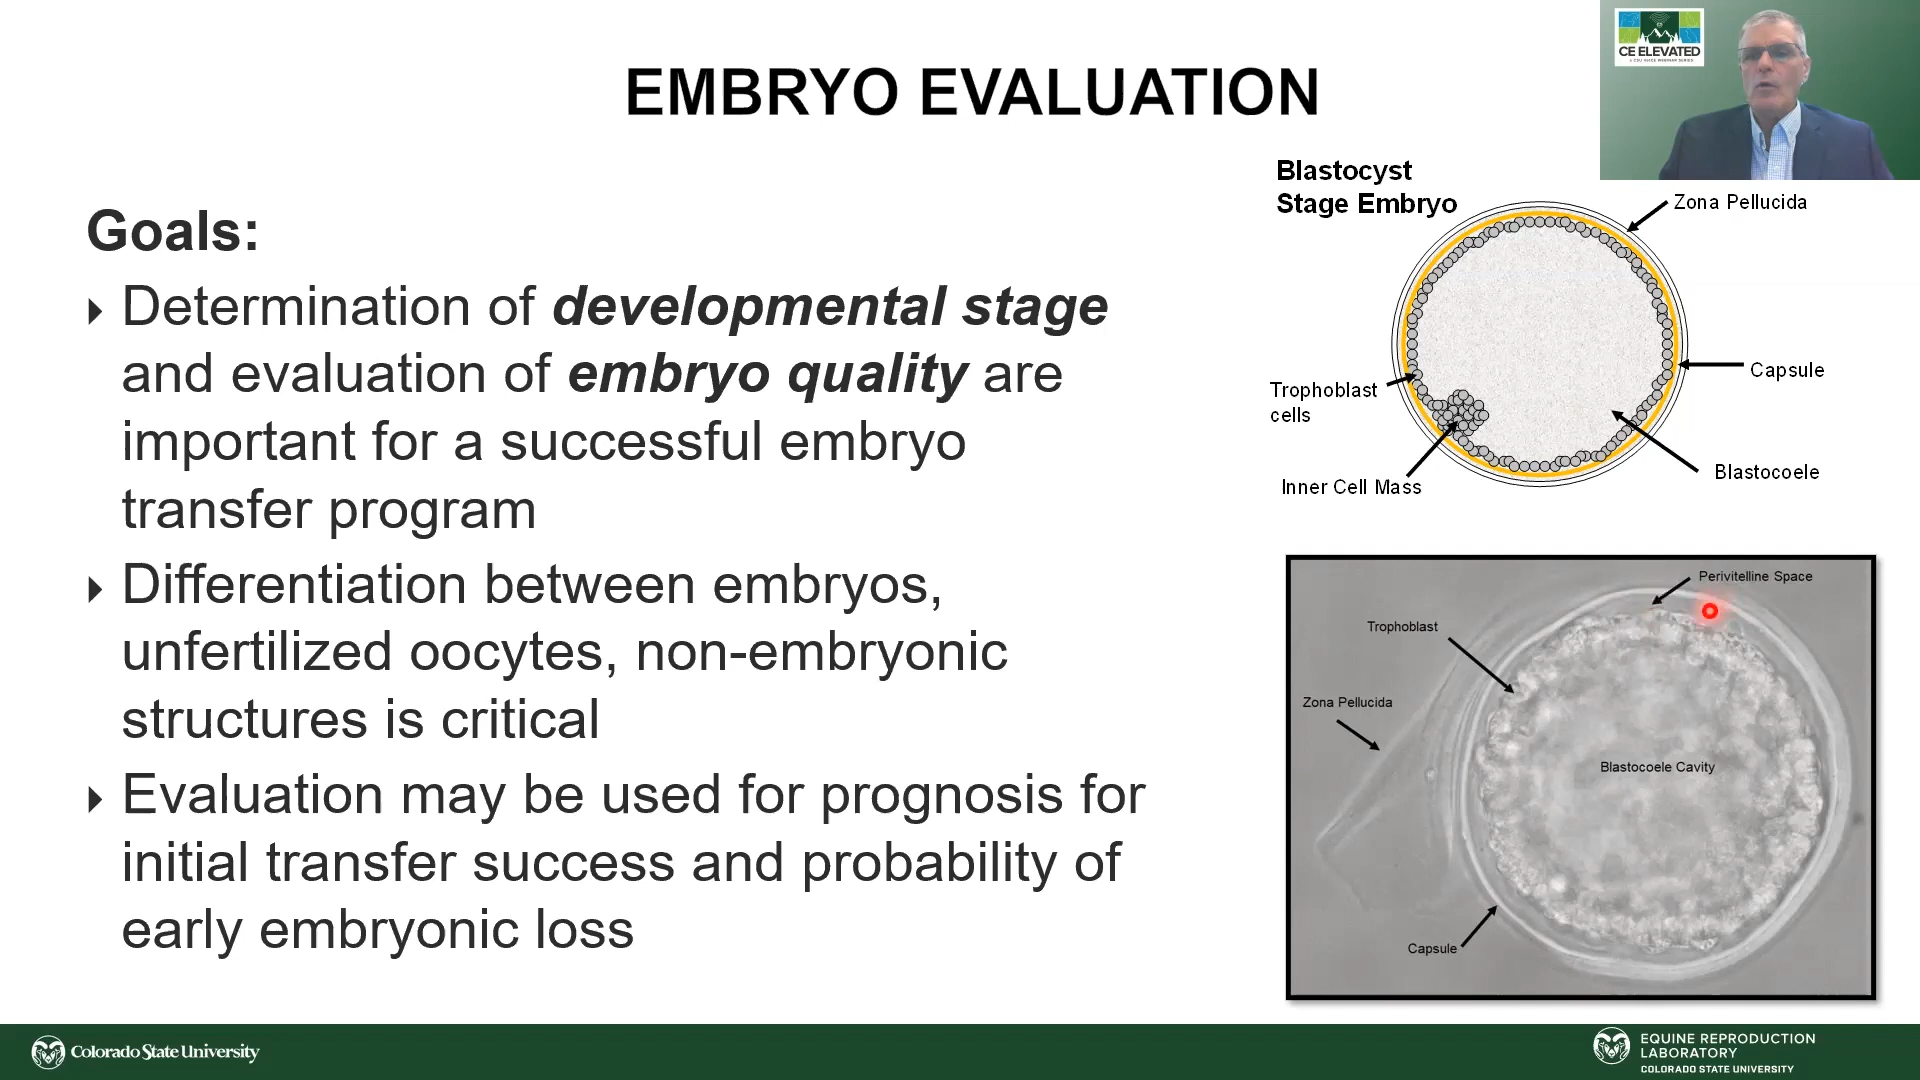 EMBRYO EVALUATION
CE ELEVATED
A CSU VetCE WEBINAR SERIES
Goals:
Determination of developmental stage
and evaluation of embryo quality are
important for a successful embryo
transfer program
Differentiation between embryos,
unfertilized oocytes, non-embryonic
structures is critical
Evaluation may be used for prognosis for
initial transfer success and probability of
early embryonic loss
Blastocyst
Stage Embryo
Zona Pellucida
Capsule
Trophoblast
cells
Inner Cell Mass
Blastocoele
Perivitelline Space
Trophoblast
Zona Pellucida
Blastocoele Cavity
Capsule
Colorado State University
EQUINE REPRODUCTION
LABORATORY
COLORADO STATE UNIVERSITY